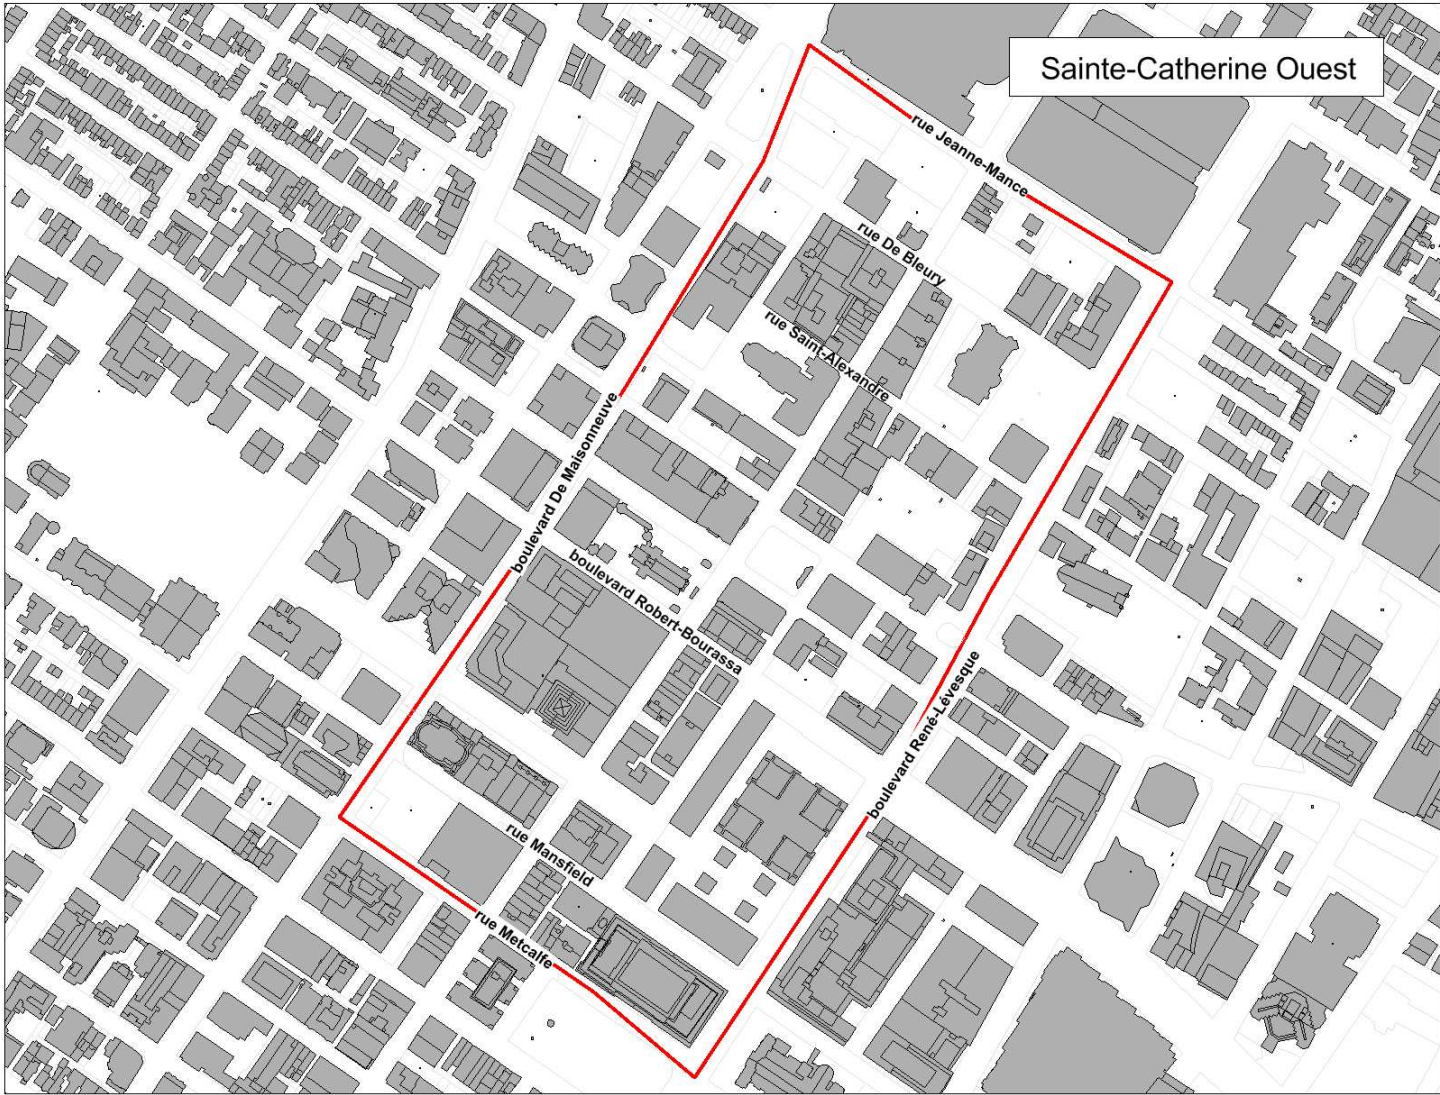 Sainte-Catherine Ouest
rue Jeanne-Mance
rue De Bleury
rue Saint-Alexandre
boulevard De Maisonneuve
boulevard Robert-Bourassa
boulevard René-Lévesque
rue Mansfield
rue Metcalfe